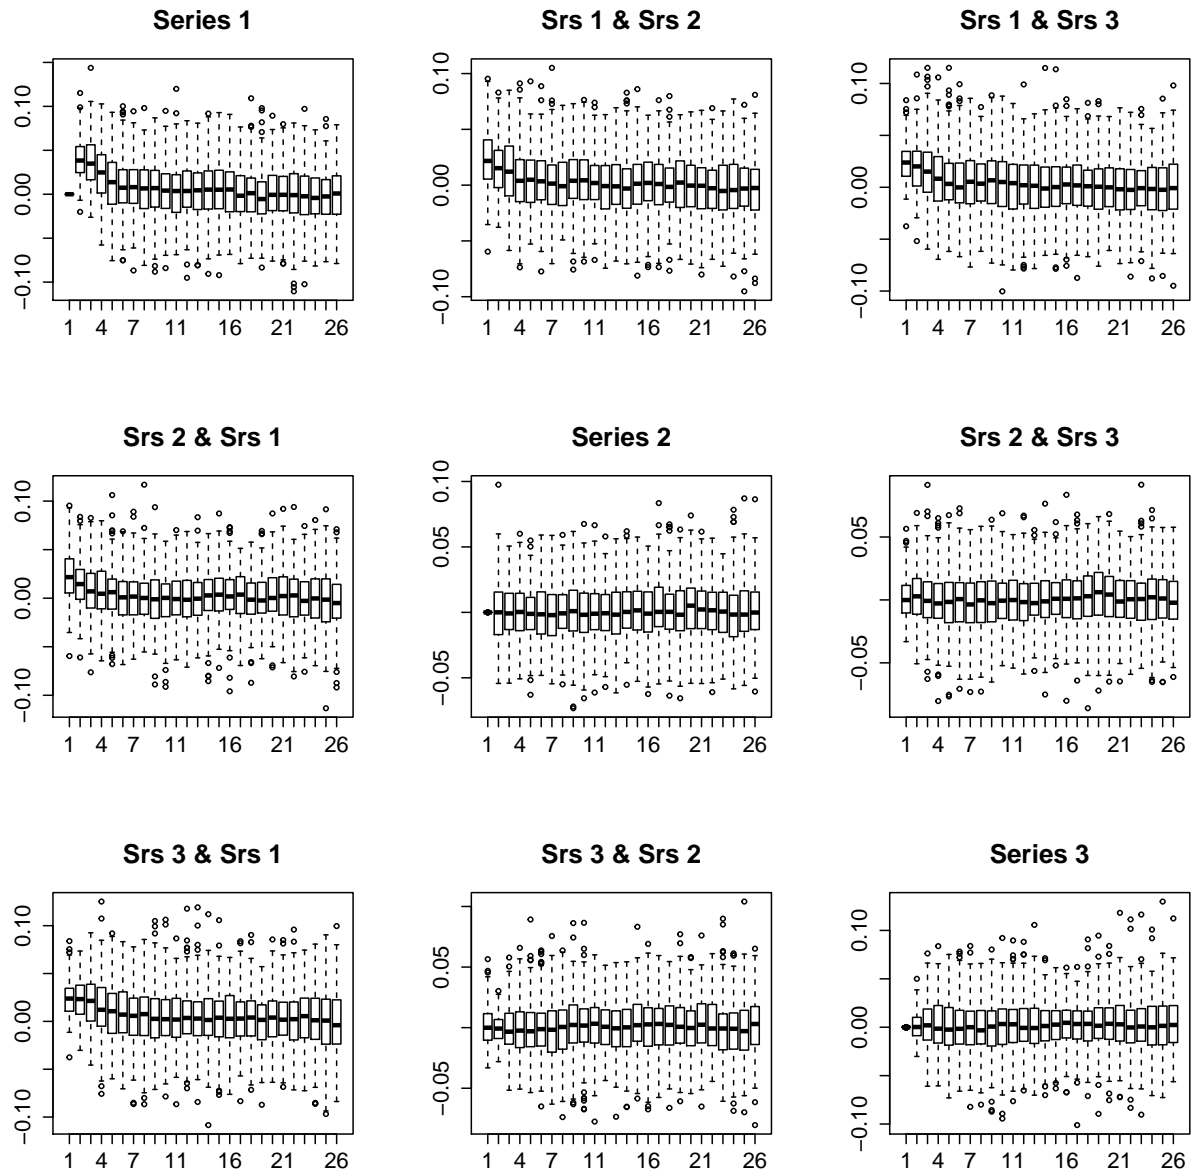 Series 1
0.10
0.00
−0.10
1 4 7 11 16 21 26
Srs 1 & Srs 2
0.10
0.00
−0.10
1 4 7 11 16 21 26
Srs 1 & Srs 3
0.10
0.00
−0.10
1 4 7 11 16 21 26
Srs 2 & Srs 1
0.10
0.00
−0.10
1 4 7 11 16 21 26
Series 2
0.10
0.05
−0.05
1 4 7 11 16 21 26
Srs 2 & Srs 3
0.05
−0.05
1 4 7 11 16 21 26
Srs 3 & Srs 1
0.10
0.00
−0.10
1 4 7 11 16 21 26
Srs 3 & Srs 2
0.05
−0.05
1 4 7 11 16 21 26
Series 3
0.10
0.00
−0.10
1 4 7 11 16 21 26